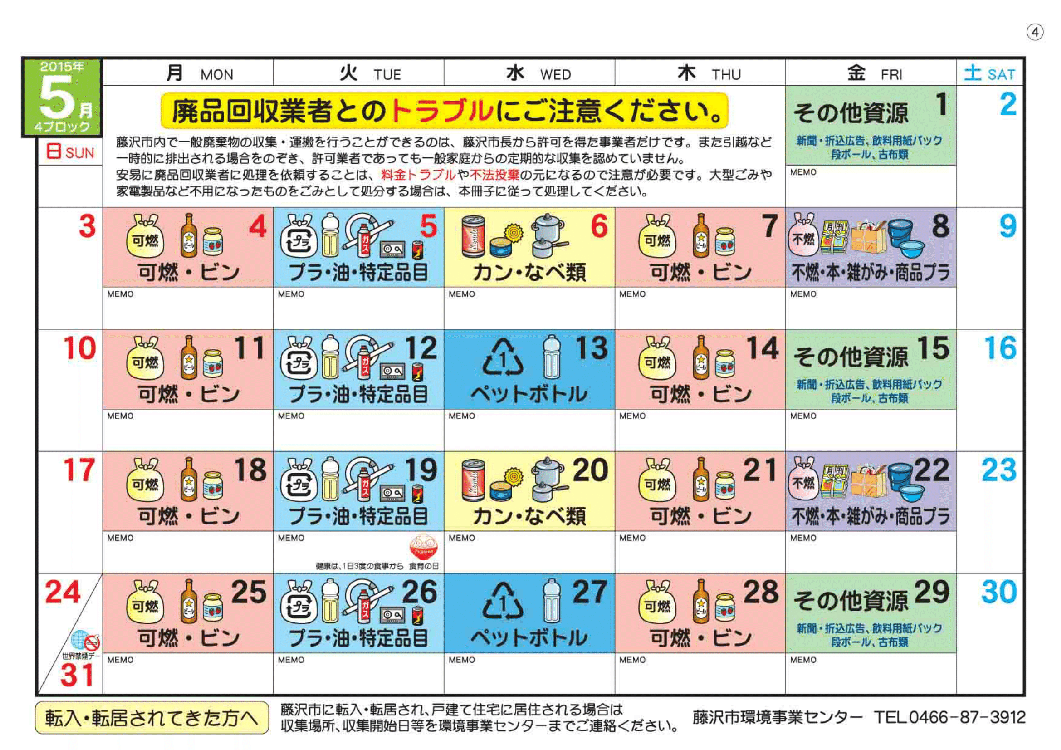 ④
2015年
5月
4ブロック
日 SUN
月 MON
火 TUE
水 WED
木 THU
金 FRI
土 SAT
廃品回収業者とのトラブルにご注意ください。
藤沢市内で一般廃棄物の収集・運搬を行うことができるのは、藤沢市長から許可を得た事業者だけです。また引越など
一時的に排出される場合をのぞき、許可業者であっても一般家庭からの定期的な収集を認めていません。
安易に廃品回収業者に処理を依頼することは、料金トラブルや不法投棄の元になるので注意が必要です。大型ごみや
家電製品など不用になったものをごみとして処分する場合は、本冊子に従って処理してください。
その他資源 1
新聞・折込広告、飲料用紙パック
段ボール、古布類
MEMO
2
3
可燃 4
可燃・ビン
MEMO
プラ ガス 5
プラ・油・特定品目
MEMO
6
カン・なべ類
MEMO
可燃 7
可燃・ビン
MEMO
不燃 8
不燃・本・雑がみ・商品プラ
MEMO
9
10
可燃 11
可燃・ビン
MEMO
プラ ガス 12
プラ・油・特定品目
MEMO
1 13
ペットボトル
MEMO
可燃 14
可燃・ビン
MEMO
その他資源 15
新聞・折込広告、飲料用紙パック
段ボール、古布類
MEMO
16
17
可燃 18
可燃・ビン
MEMO
プラ ガス 19
プラ・油・特定品目
MEMO
健康は、1日3度の食事から 食育の日
20
カン・なべ類
MEMO
可燃 21
可燃・ビン
MEMO
不燃 22
不燃・本・雑がみ・商品プラ
MEMO
23
24
世界禁煙デー
31
可燃 25
可燃・ビン
MEMO
プラ ガス 26
プラ・油・特定品目
MEMO
1 27
ペットボトル
MEMO
可燃 28
可燃・ビン
MEMO
その他資源 29
新聞・折込広告、飲料用紙パック
段ボール、古布類
MEMO
30
転入・転居されてきた方へ
藤沢市に転入・転居され、戸建て住宅に居住される場合は
収集場所、収集開始日等を環境事業センターまでご連絡ください。
藤沢市環境事業センター TEL0466-87-3912